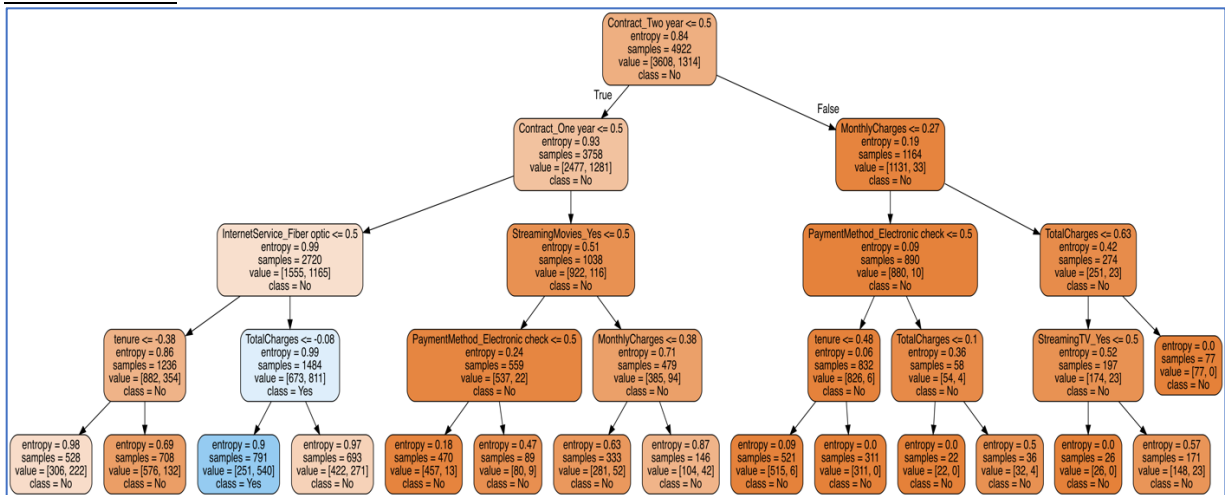 Contract_Two year <= 0.5
entropy = 0.84
samples = 4922
value = [3608, 1314]
class = No
True
False
Contract_One year <= 0.5
entropy = 0.93
samples = 3758
value = [2477, 1281]
class = No
MonthlyCharges <= 0.27
entropy = 0.19
samples = 1164
value = [1131, 33]
class = No
InternetService_Fiber optic <= 0.5
entropy = 0.99
samples = 2720
value = [1555, 1165]
class = No
StreamingMovies_Yes <= 0.5
entropy = 0.51
samples = 1038
value = [922, 116]
class = No
PaymentMethod_Electronic check <= 0.5
entropy = 0.09
samples = 890
value = [880, 10]
class = No
TotalCharges <= 0.63
entropy = 0.42
samples = 274
value = [251, 23]
class = No
tenure <= -0.38
entropy = 0.86
samples = 1236
value = [882, 354]
class = No
TotalCharges <= -0.08
entropy = 0.99
samples = 1484
value = [673, 811]
class = Yes
PaymentMethod_Electronic check <= 0.5
entropy = 0.24
samples = 559
value = [537, 22]
class = No
MonthlyCharges <= 0.38
entropy = 0.71
samples = 479
value = [385, 94]
class = No
tenure <= 0.48
entropy = 0.06
samples = 832
value = [826, 6]
class = No
TotalCharges <= 0.1
entropy = 0.36
samples = 58
value = [54, 4]
class = No
StreamingTV_Yes <= 0.5
entropy = 0.52
samples = 197
value = [174, 23]
class = No
entropy = 0.0
samples = 77
value = [77, 0]
class = No
entropy = 0.98
samples = 528
value = [306, 222]
class = No
entropy = 0.69
samples = 708
value = [576, 132]
class = No
entropy = 0.9
samples = 791
value = [251, 540]
class = Yes
entropy = 0.97
samples = 693
value = [422, 271]
class = No
entropy = 0.18
samples = 470
value = [457, 13]
class = No
entropy = 0.47
samples = 89
value = [80, 9]
class = No
entropy = 0.63
samples = 333
value = [281, 52]
class = No
entropy = 0.87
samples = 146
value = [104, 42]
class = No
entropy = 0.09
samples = 521
value = [515, 6]
class = No
entropy = 0.0
samples = 311
value = [311, 0]
class = No
entropy = 0.0
samples = 22
value = [22, 0]
class = No
entropy = 0.5
samples = 36
value = [32, 4]
class = No
entropy = 0.0
samples = 26
value = [26, 0]
class = No
entropy = 0.57
samples = 171
value = [148, 23]
class = No